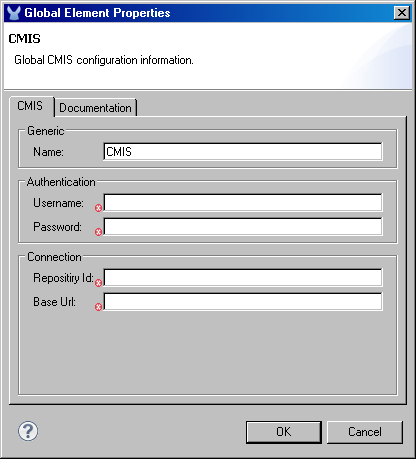 Global Element Properties
CMIS
Global CMIS configuration information.
CMIS Documentation
Generic
Name: CMIS
Authentication
Username:
Password:
Connection
Repositiry Id:
Base Url:
OK Cancel